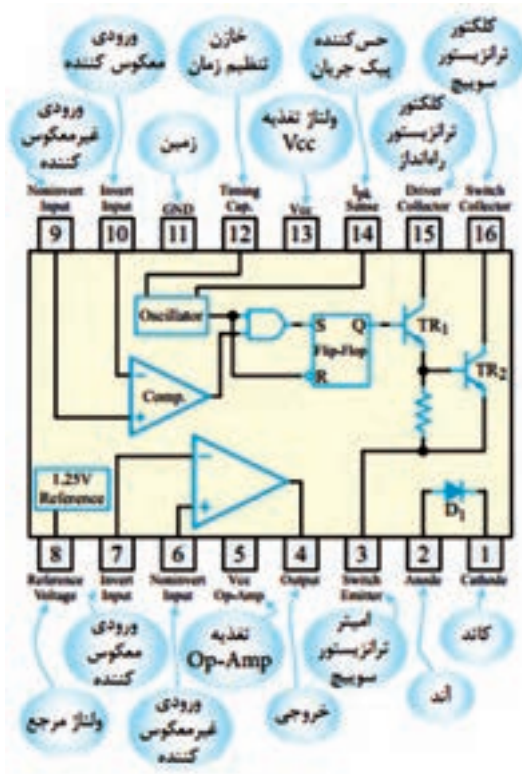 ورودی
معکوس کننده
خازن
تنظیم زمان
حس‌کننده
پیک جریان
کلکتور
ترانزیستور
سوییچ
ورودی
غیرمعکوس
کننده
زمین
ولتاژ تغذیه
Vcc
کلکتور
ترانزیستور
راه‌انداز
Noninvert
Input
Invert
Input
GND
Timing
Cap.
Vcc
Ipk
Sense
Driver
Collector
Switch
Collector
9 10 11 12 13 14 15 16
Oscillator
S Q
Flip-Flop
R
TR1
TR2
−
Comp.
+
1.25V
Reference
−
+
D1
8 7 6 5 4 3 2 1
Reference
Voltage
Invert
Input
Noninvert
Input
Vcc
Op-Amp
Output
Switch
Emitter
Anode
Cathode
ولتاژ مرجع
ورودی
معکوس
کننده
ورودی
غیرمعکوس
کننده
تغذیه
Op-Amp
خروجی
امیتر
ترانزیستور
سوییچ
آند
کاتد